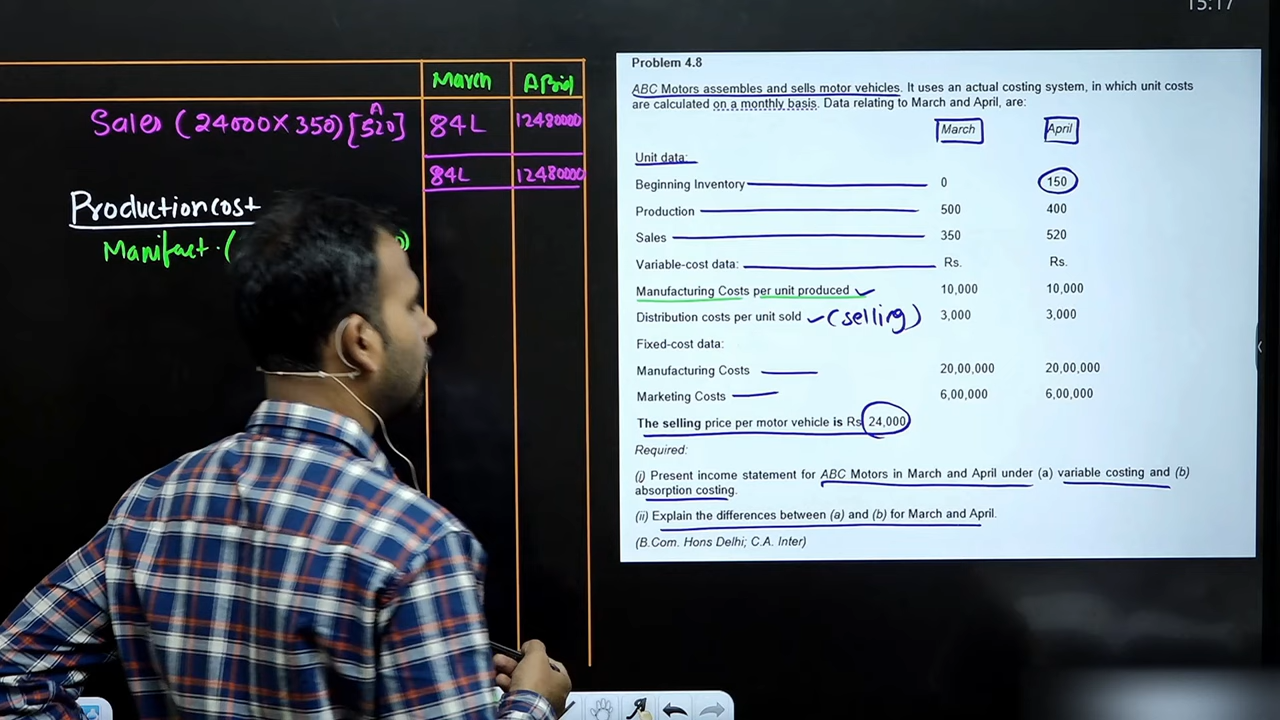 15:17
March April
Sales (24000 X 350) [520] A 84L 12480000
84L 12480000
Production cost
Manifact. (
0)
Problem 4.8
ABC Motors assembles and sells motor vehicles. It uses an actual costing system, in which unit costs
are calculated on a monthly basis. Data relating to March and April, are:
March April
Unit data:
Beginning Inventory 0 150
Production 500 400
Sales 350 520
Variable-cost data: Rs. Rs.
Manufacturing Costs per unit produced 10,000 10,000
Distribution costs per unit sold (selling) 3,000 3,000
Fixed-cost data:
Manufacturing Costs 20,00,000 20,00,000
Marketing Costs 6,00,000 6,00,000
The selling price per motor vehicle is Rs 24,000
Required:
(i) Present income statement for ABC Motors in March and April under (a) variable costing and (b)
absorption costing.
(ii) Explain the differences between (a) and (b) for March and April.
(B.Com. Hons Delhi; C.A. Inter)